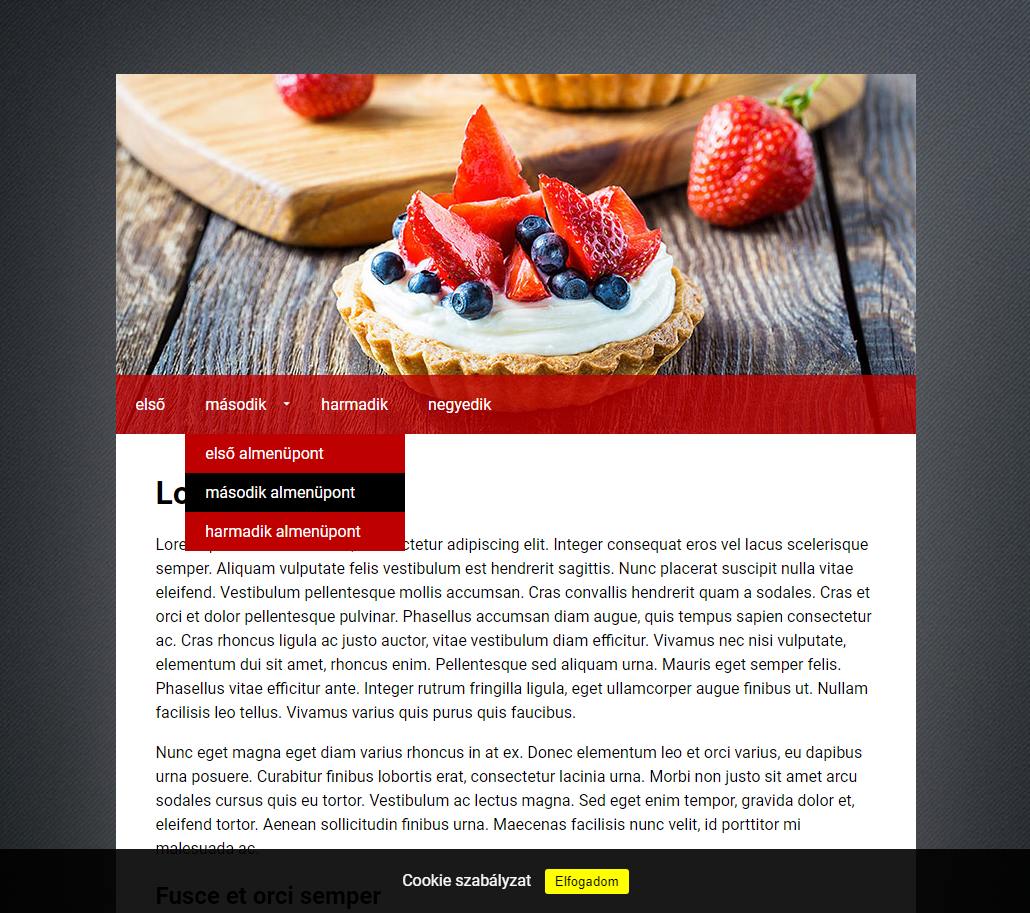 első
második
harmadik
negyedik
első almenüpont
második almenüpont
harmadik almenüpont
adipiscing elit. Integer consequat eros vel lacus scelerisque
semper. Aliquam vulputate felis vestibulum est hendrerit sagittis. Nunc placerat suscipit nulla vitae
eleifend. Vestibulum pellentesque mollis accumsan. Cras convallis hendrerit quam a sodales. Cras et
orci et dolor pellentesque pulvinar. Phasellus accumsan diam augue, quis tempus sapien consectetur
ac. Cras rhoncus ligula ac justo auctor, vitae vestibulum diam efficitur. Vivamus nec nisi vulputate,
elementum dui sit amet, rhoncus enim. Pellentesque sed aliquam urna. Mauris eget semper felis.
Phasellus vitae efficitur ante. Integer rutrum fringilla ligula, eget ullamcorper augue finibus ut. Nullam
facilisis leo tellus. Vivamus varius quis purus quis faucibus.
Nunc eget magna eget diam varius rhoncus in at ex. Donec elementum leo et orci varius, eu dapibus
urna posuere. Curabitur finibus lobortis erat, consectetur lacinia urna. Morbi non justo sit amet arcu
sodales cursus quis eu tortor. Vestibulum ac lectus magna. Sed eget enim tempor, gravida dolor et,
eleifend tortor. Aenean sollicitudin finibus urna. Maecenas facilisis nunc velit, id porttitor mi
malesuada ac.
Cookie szabályzat
Elfogadom
Fusce et orci semper